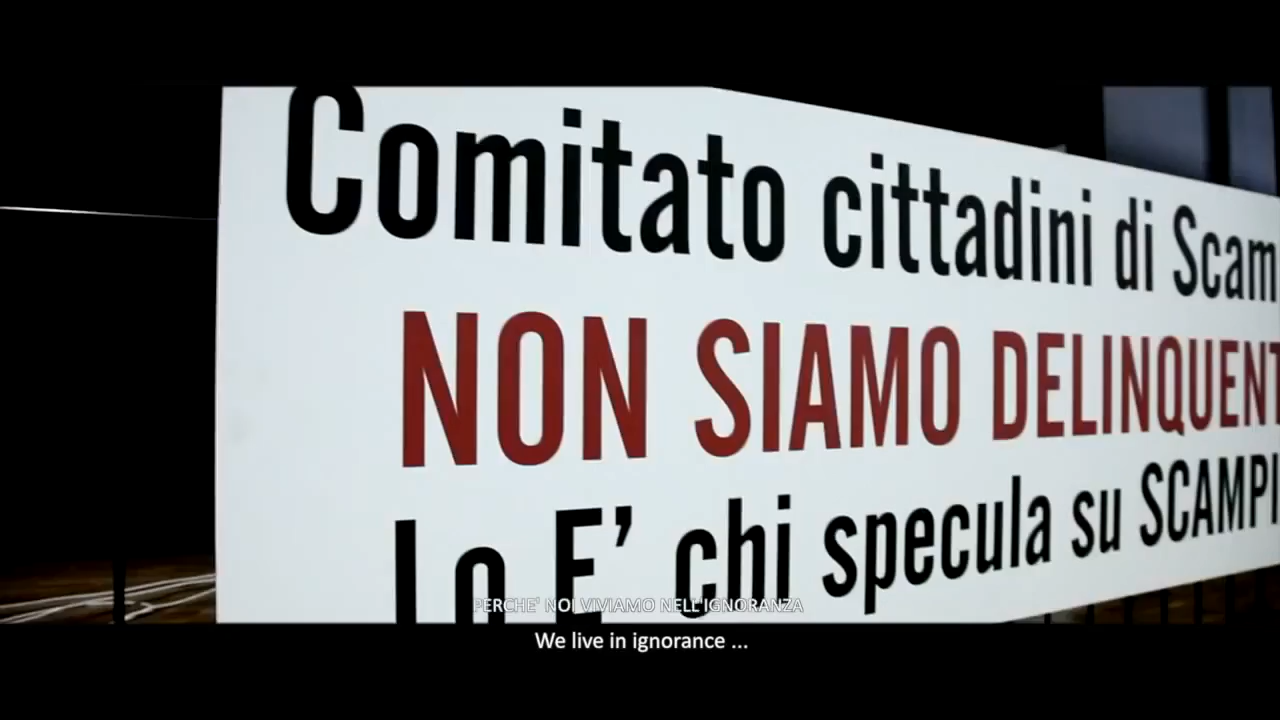 Comitato cittadini di Scam
NON SIAMO DELINQUENT
lo E' chi specula su SCAMPI
PERCHE' NOI VIVIAMO NELL'IGNORANZA
We live in ignorance ...